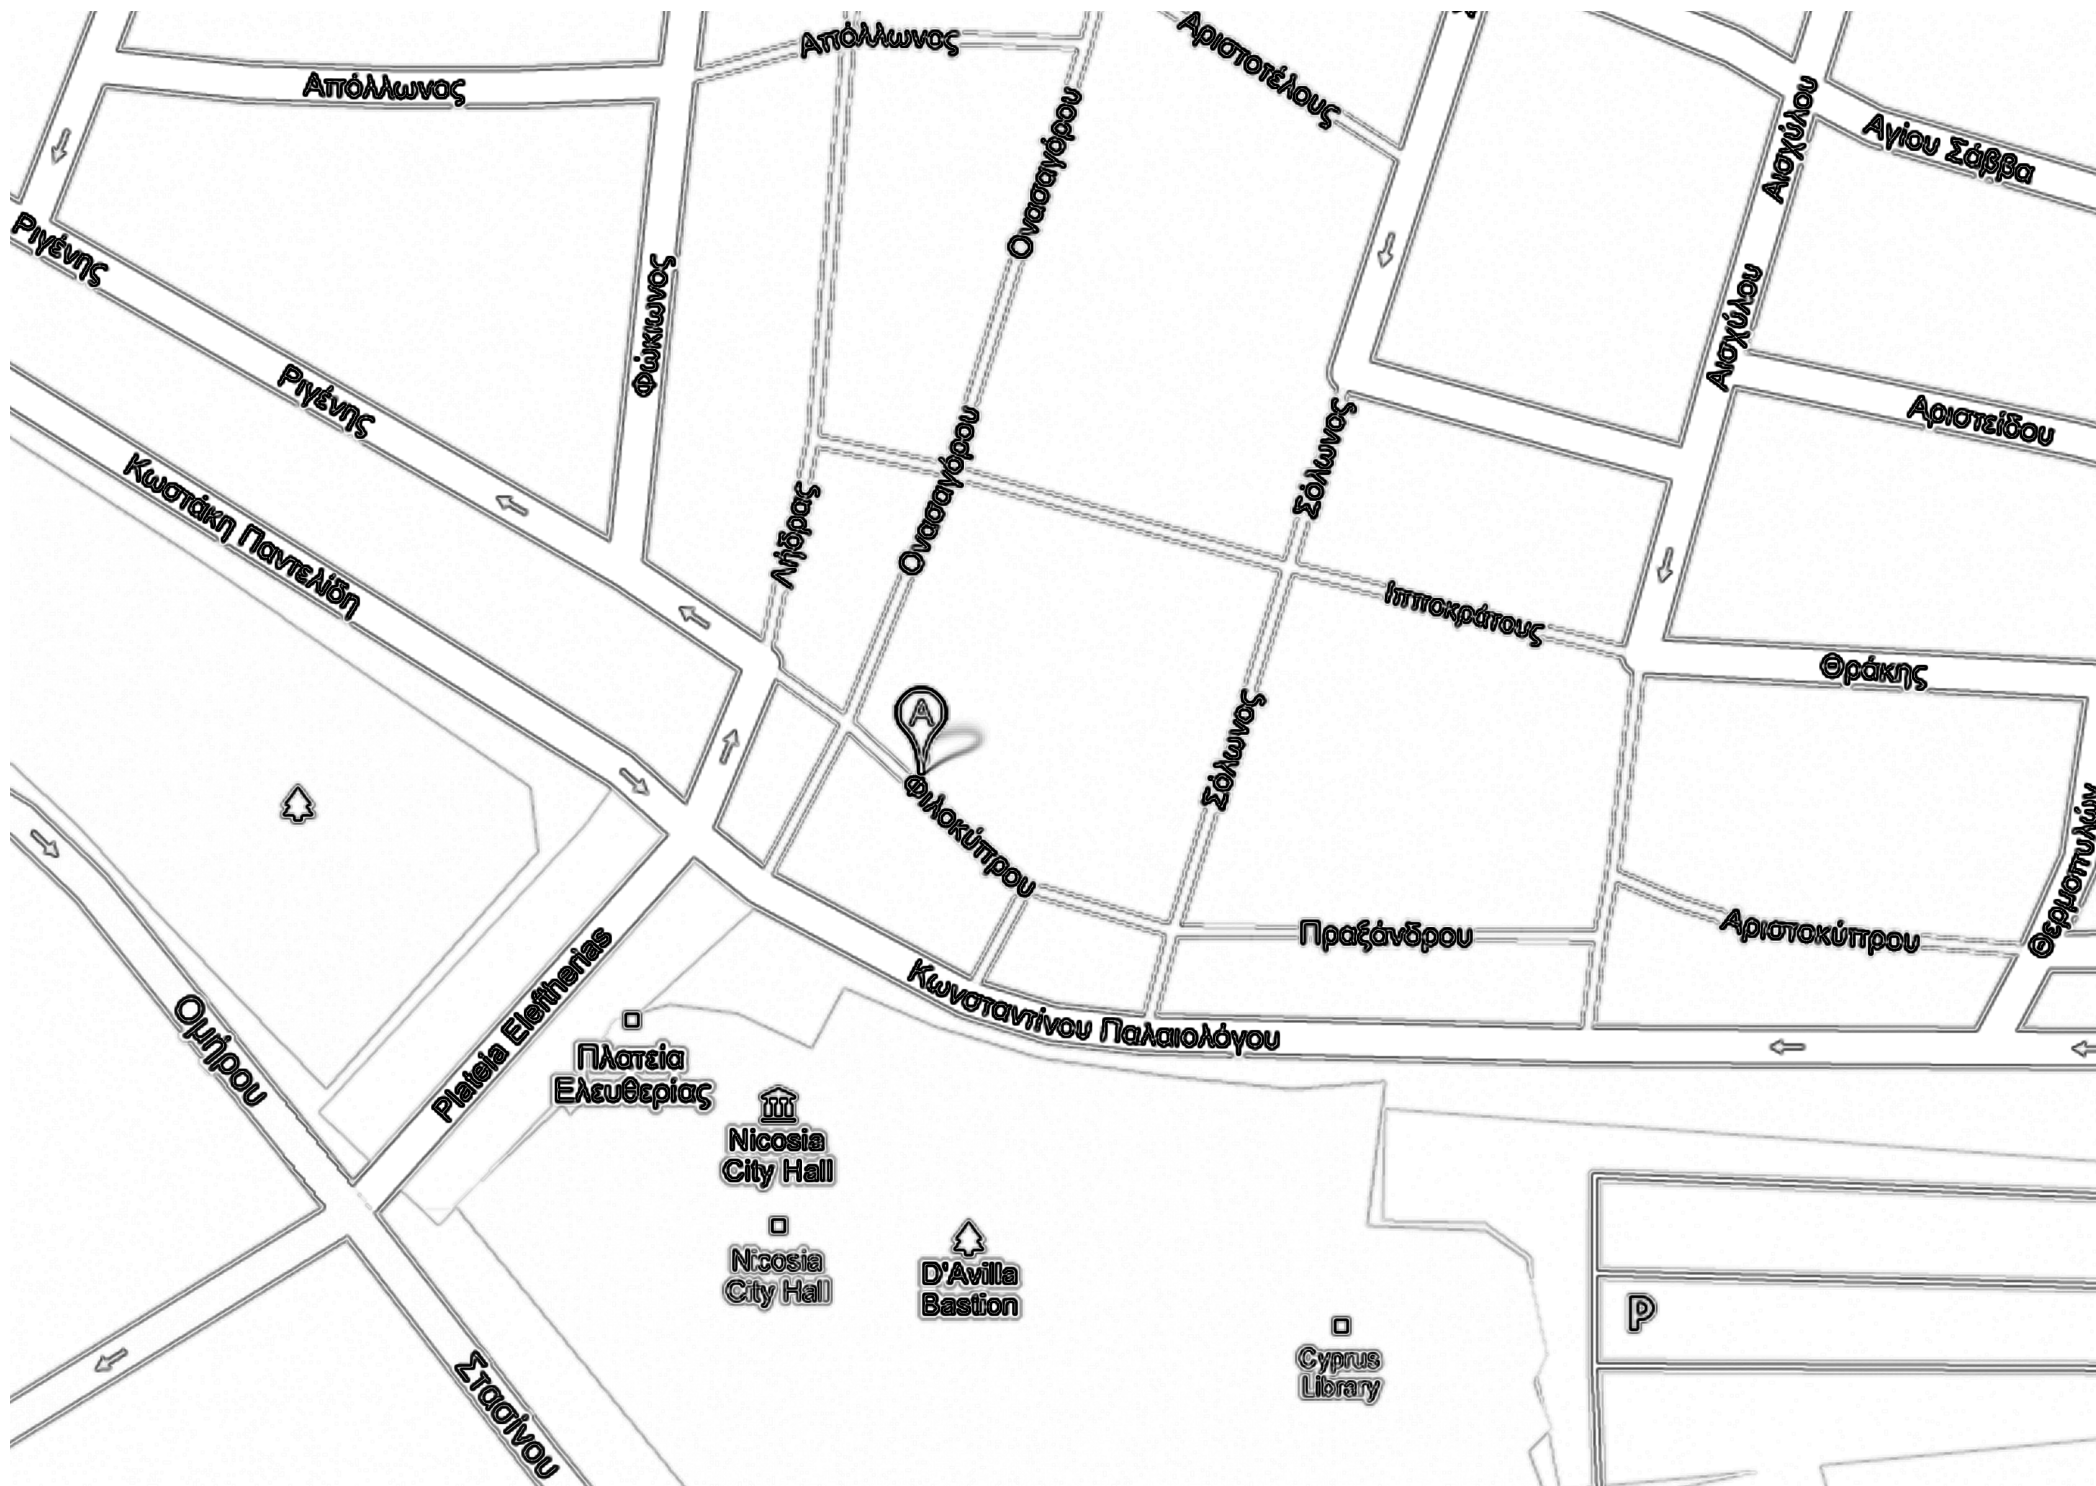 Απόλλωνος
Απόλλωνος
Αριστοτέλους
Ονασαγόρου
Αισχύλου
Αγίου Σάββα
Ριγένης
Φώκιωνος
Αισχύλου
Ριγένης
Αριστείδου
Κωστάκη Παντελίδη
Λήδρας
Ονασαγόρου
Σόλωνος
Ιπποκράτους
Θράκης
A
Σόλωνος
Φιλοκύπρου
Πραξάνδρου
Αριστοκύπρου
Θερμοπυλών
Ομήρου
Plateia Eleftherias
Κωνσταντίνου Παλαιολόγου
Πλατεία
Ελευθερίας
Nicosia
City Hall
Nicosia
City Hall
D'Avilla
Bastion
P
Cyprus
Library
Στασίνου